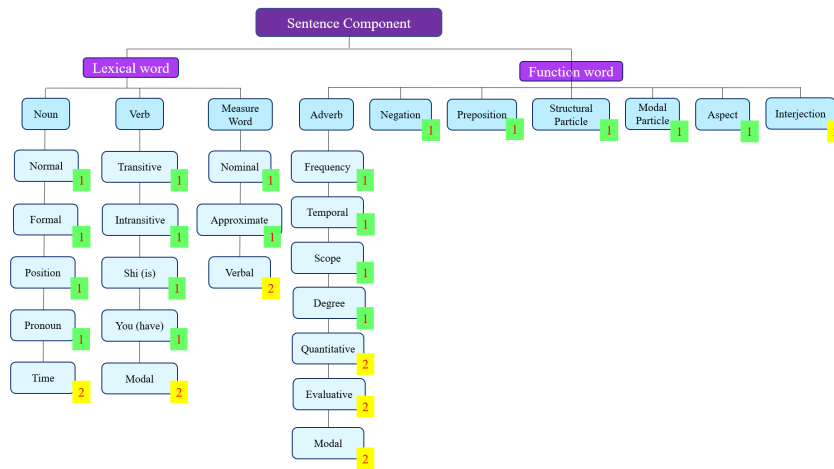 Sentence Component
Lexical word
Function word
Noun
Verb
Measure
Word
Adverb
Negation
1
Preposition
1
Structural
Particle
1
Modal
Particle
1
Aspect
1
Interjection
Normal
1
Transitive
1
Nominal
1
Frequency
1
Formal
1
Intransitive
1
Approximate
1
Temporal
1
Position
1
Shi (is)
1
Verbal
2
Scope
1
Pronoun
1
You (have)
1
Degree
1
Time
2
Modal
2
Quantitative
2
Evaluative
2
Modal
2